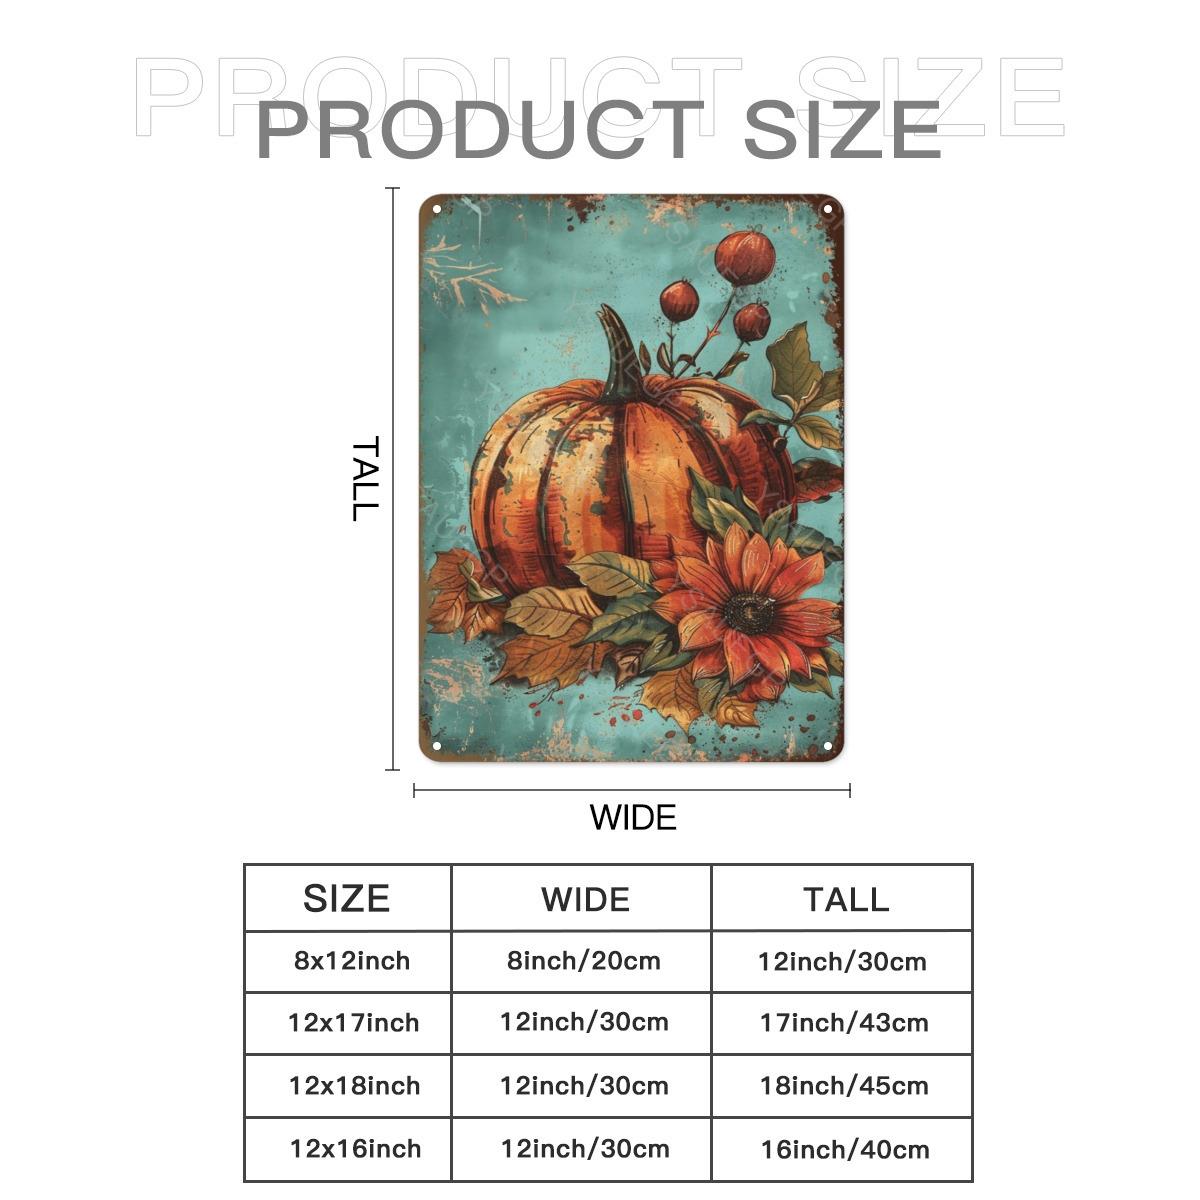 PRODUCT SIZE
PRODUCT SIZE
TALL
WIDE
SIZE WIDE TALL
8x12inch 8inch/20cm 12inch/30cm
12x17inch 12inch/30cm 17inch/43cm
12x18inch 12inch/30cm 18inch/45cm
12x16inch 12inch/30cm 16inch/40cm